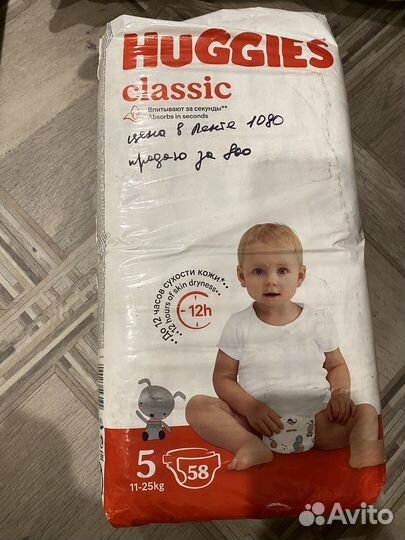 HUGGIES
classic
Впитывают за секунды**
Absorbs in seconds
цена в Ленте 1080
продаю за 800
До 12 часов сухости кожи*
12 hours of skin dryness**
12h
5
58
11-25kg
Avito